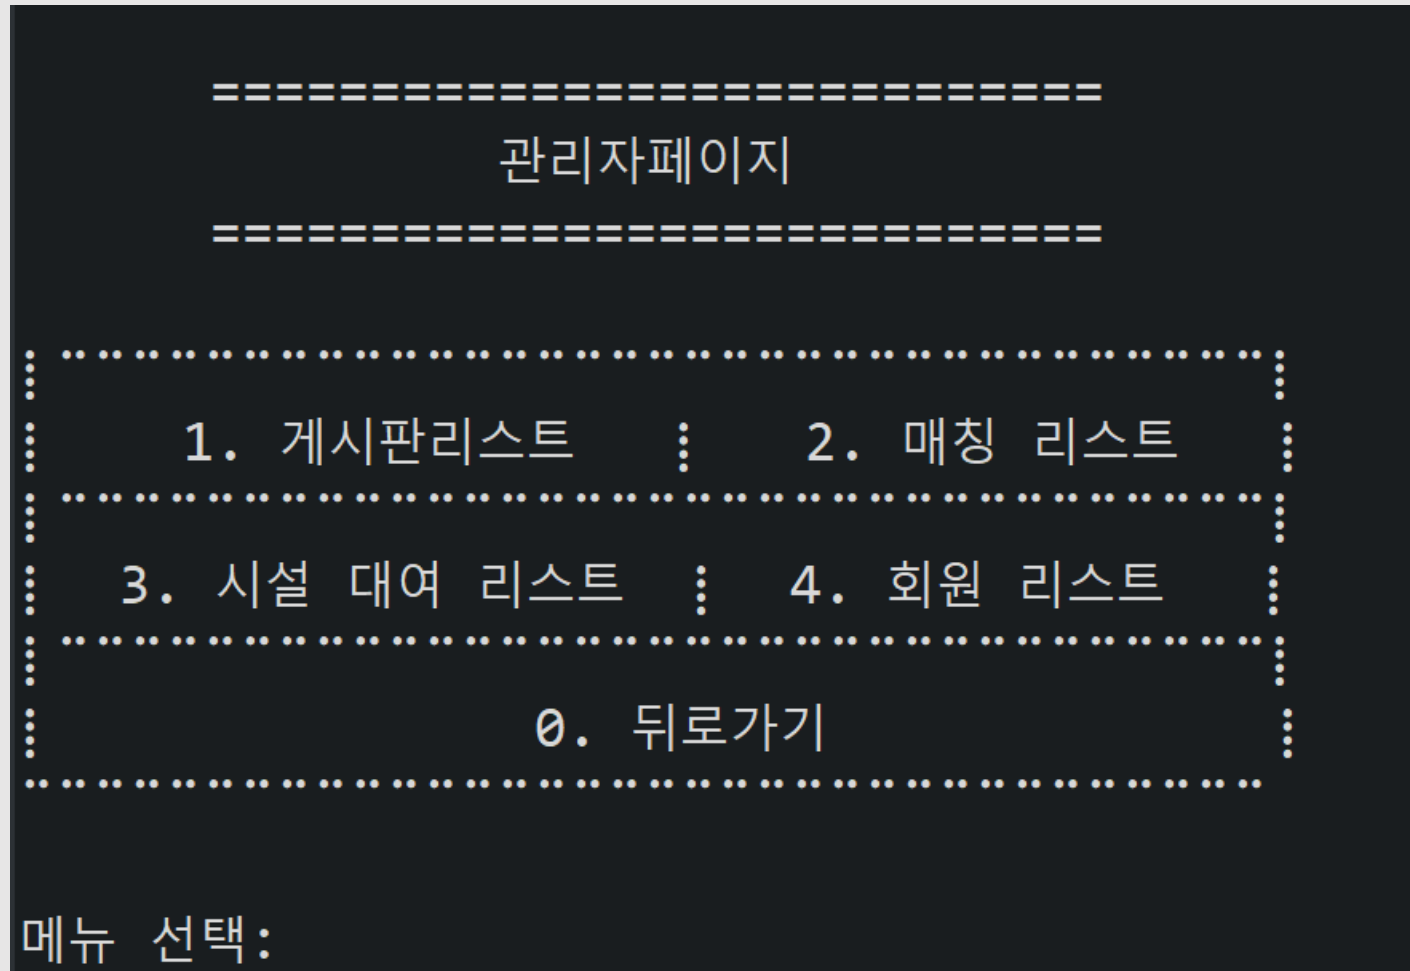 ============================
관리자페이지
============================
1. 게시판리스트 ⁞ 2. 매칭 리스트
3. 시설 대여 리스트 ⁞ 4. 회원 리스트
0. 뒤로가기
메뉴 선택: